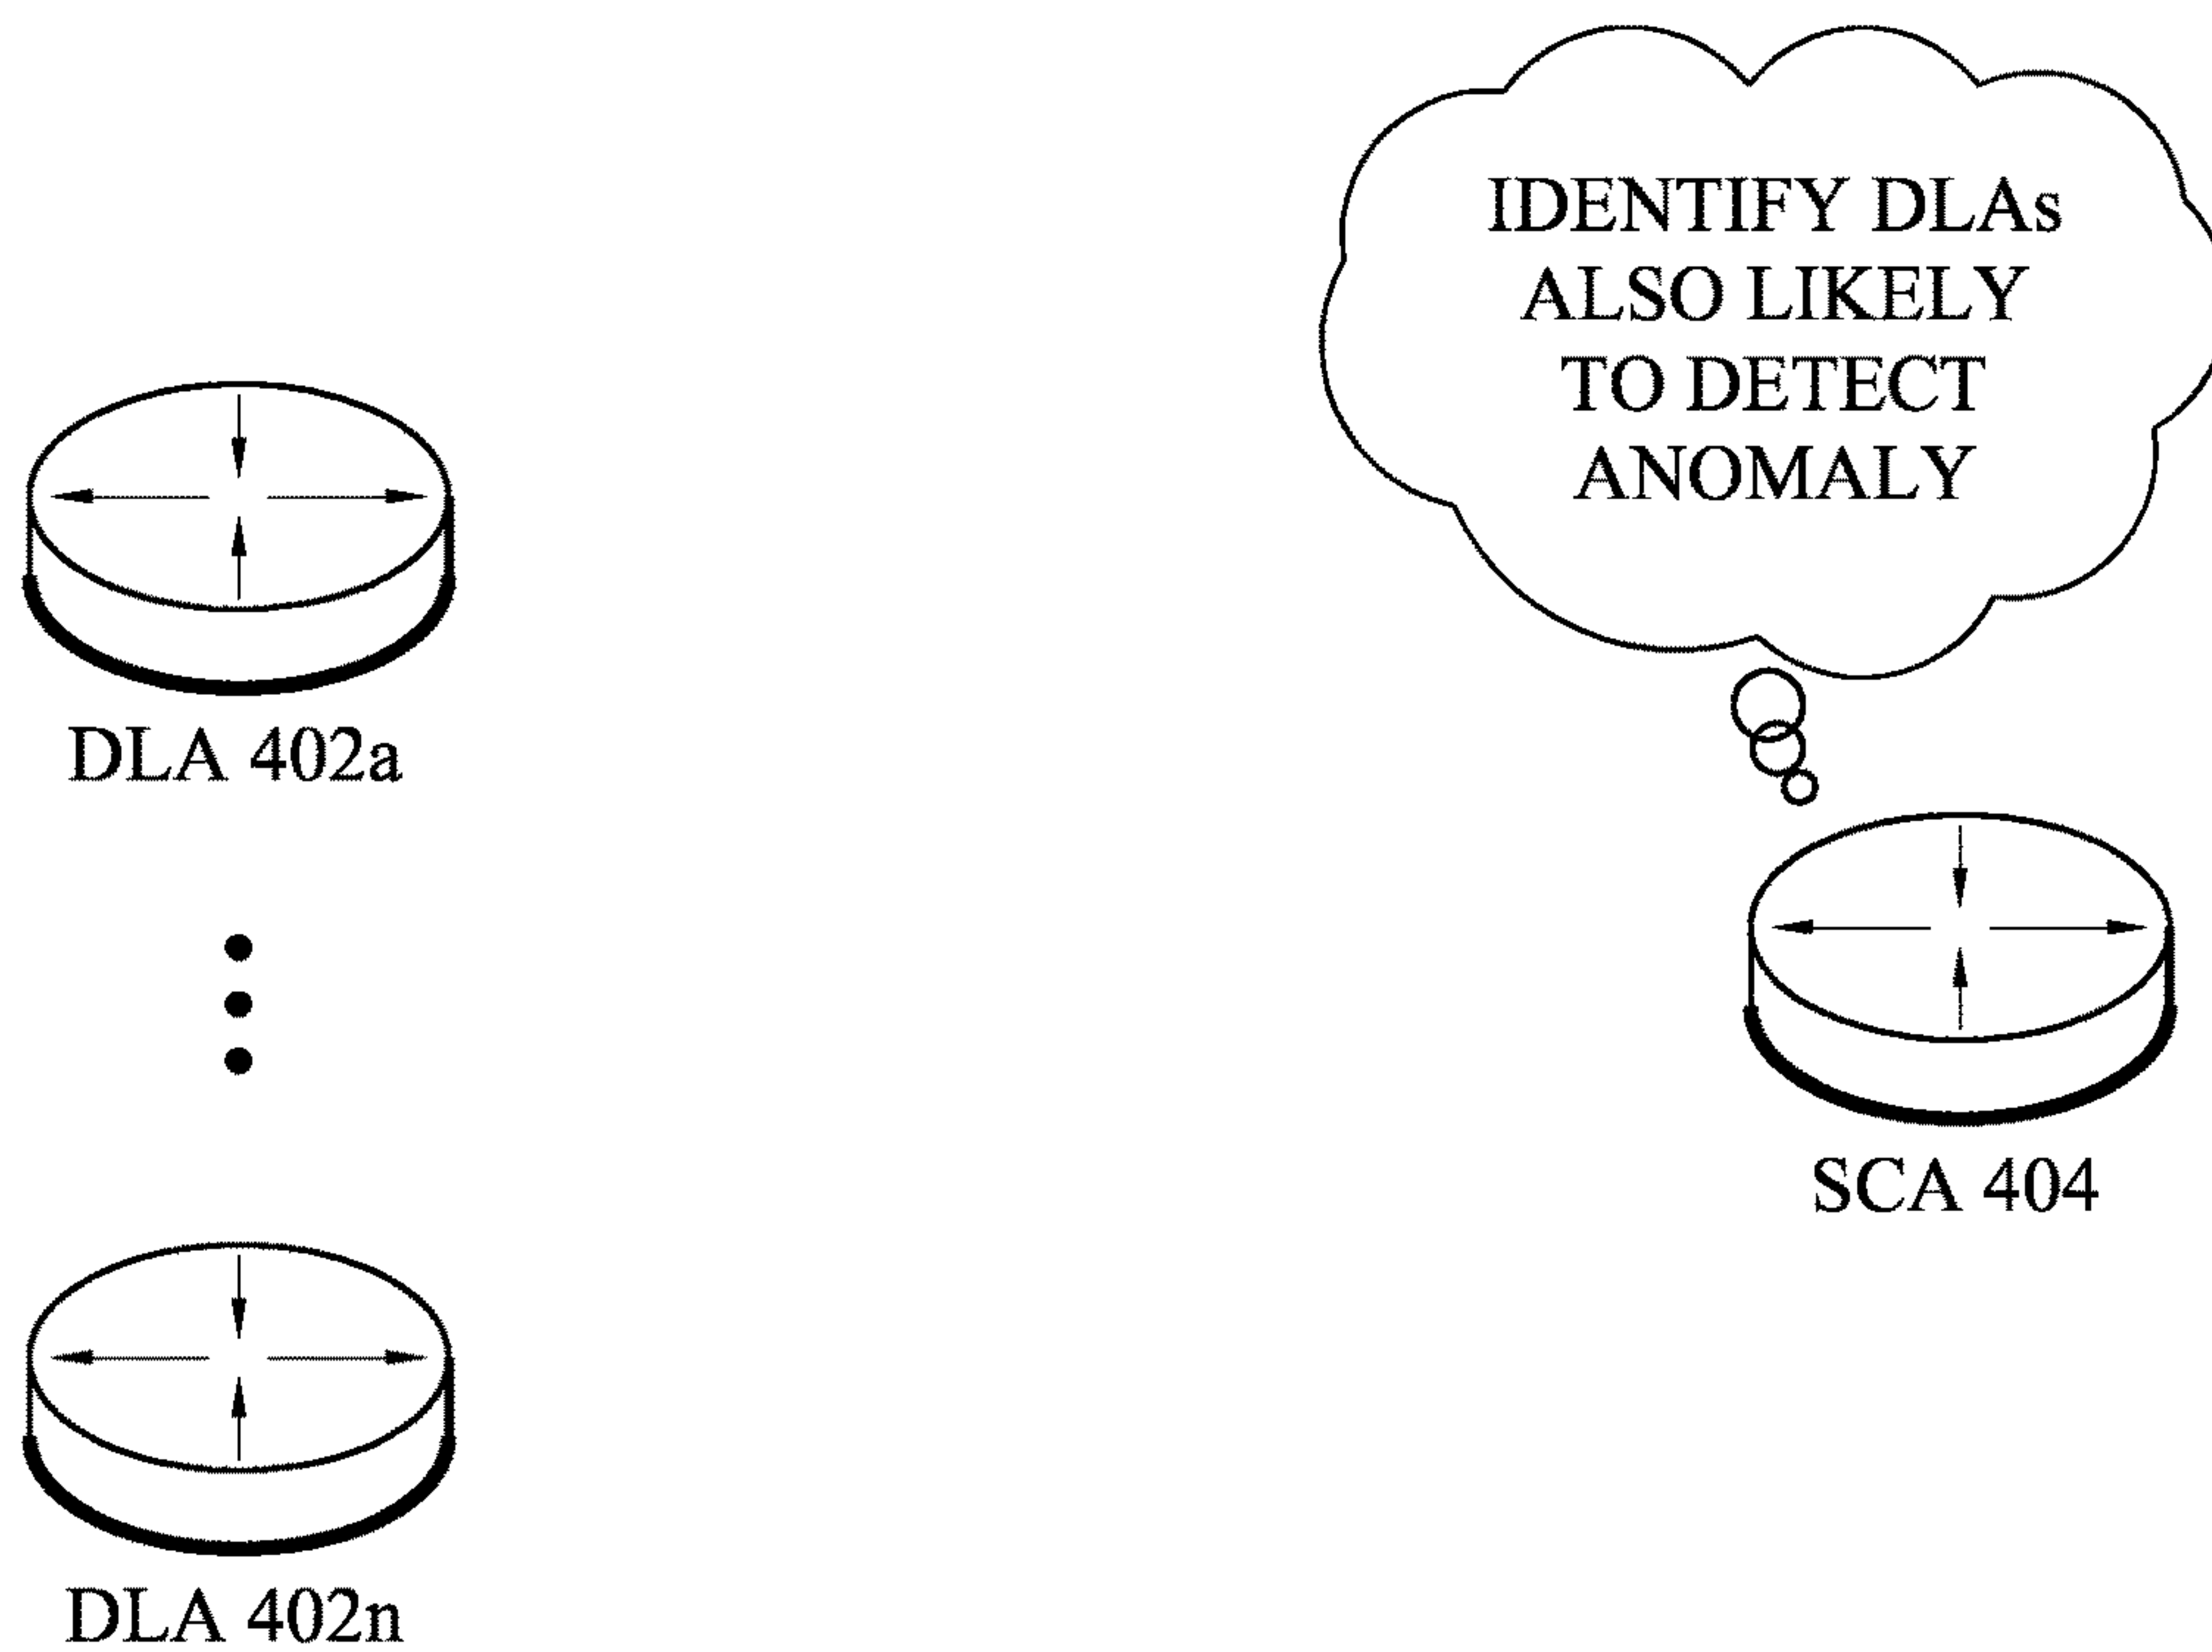 IDENTIFY DLAs
ALSO LIKELY
TO DETECT
ANOMALY
DLA 402a
SCA 404
DLA 402n